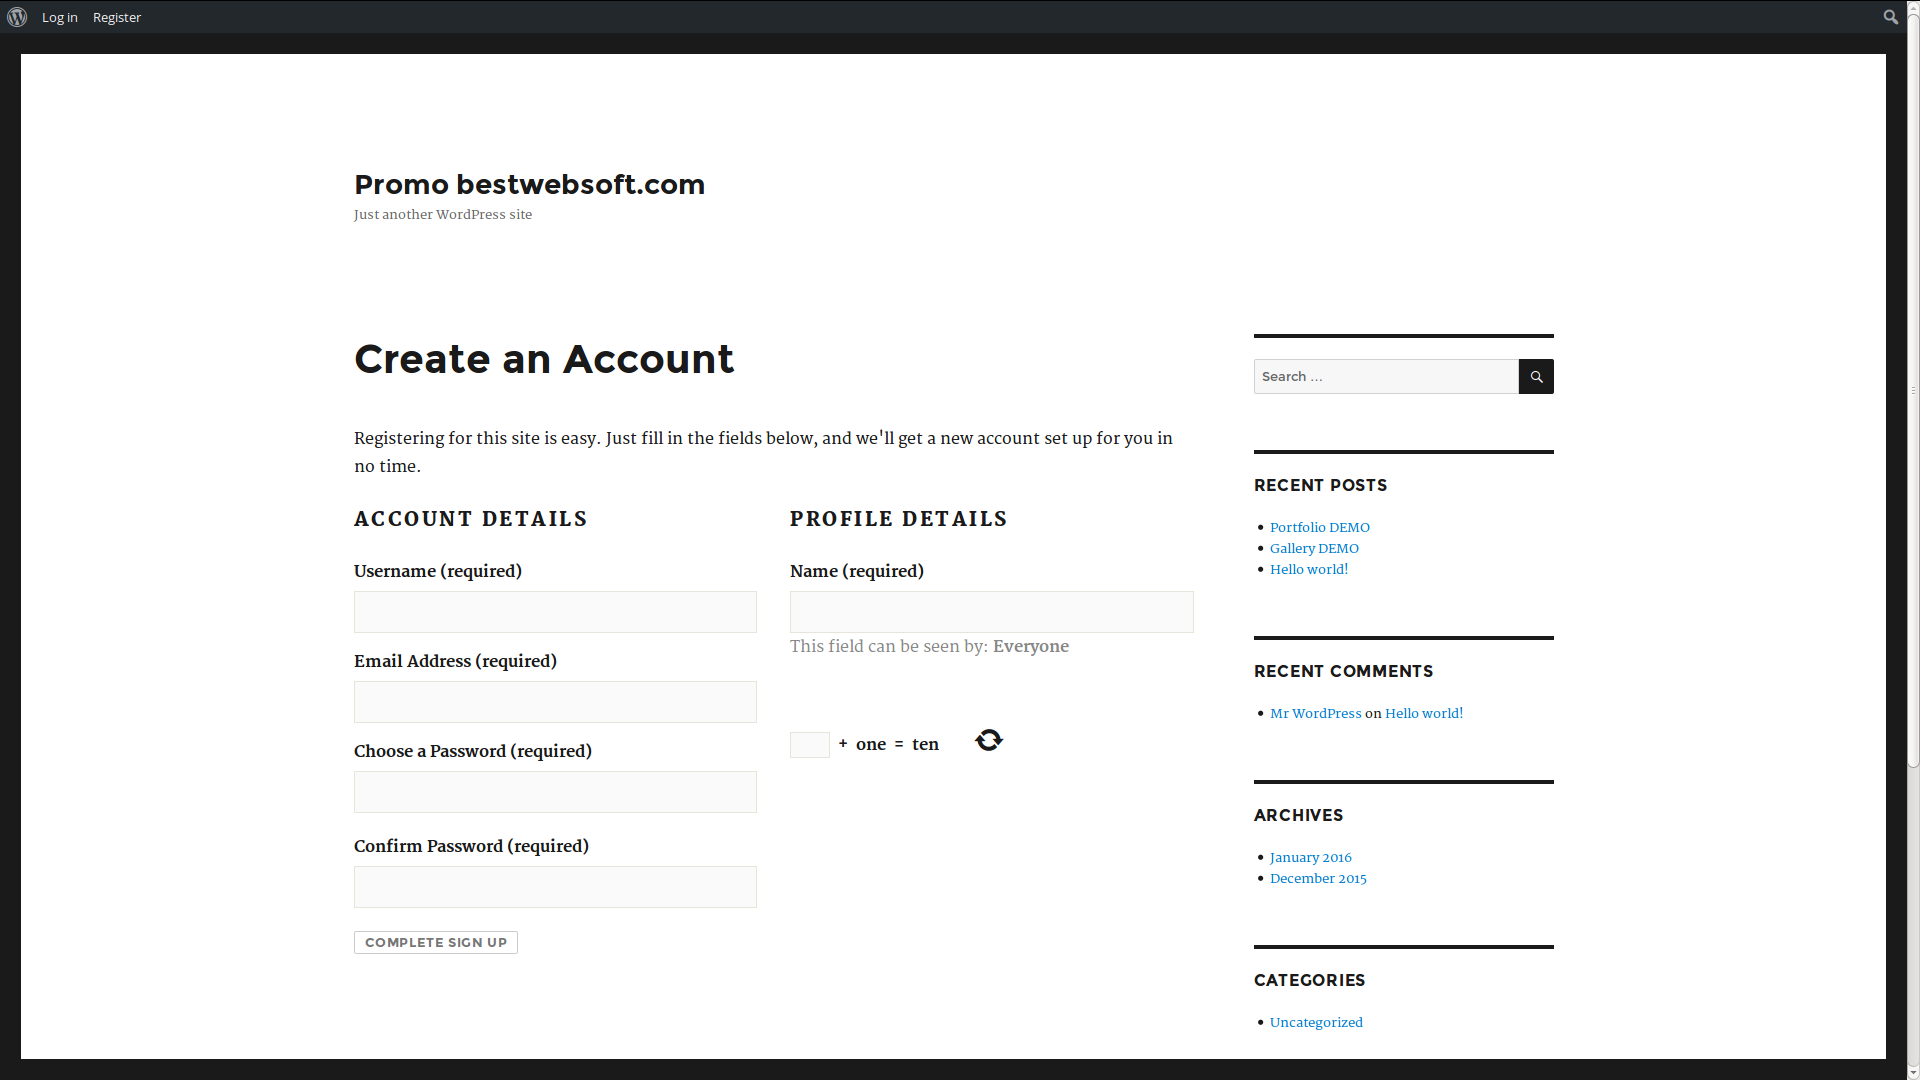 Log in Register
Promo bestwebsoft.com
Just another WordPress site
Create an Account
Registering for this site is easy. Just fill in the fields below, and we'll get a new account set up for you in
no time.
ACCOUNT DETAILS
Username (required)
Email Address (required)
Choose a Password (required)
Confirm Password (required)
COMPLETE SIGN UP
PROFILE DETAILS
Name (required)
This field can be seen by: Everyone
+ one = ten
Search …
RECENT POSTS
Portfolio DEMO
Gallery DEMO
Hello world!
RECENT COMMENTS
Mr WordPress on Hello world!
ARCHIVES
January 2016
December 2015
CATEGORIES
Uncategorized